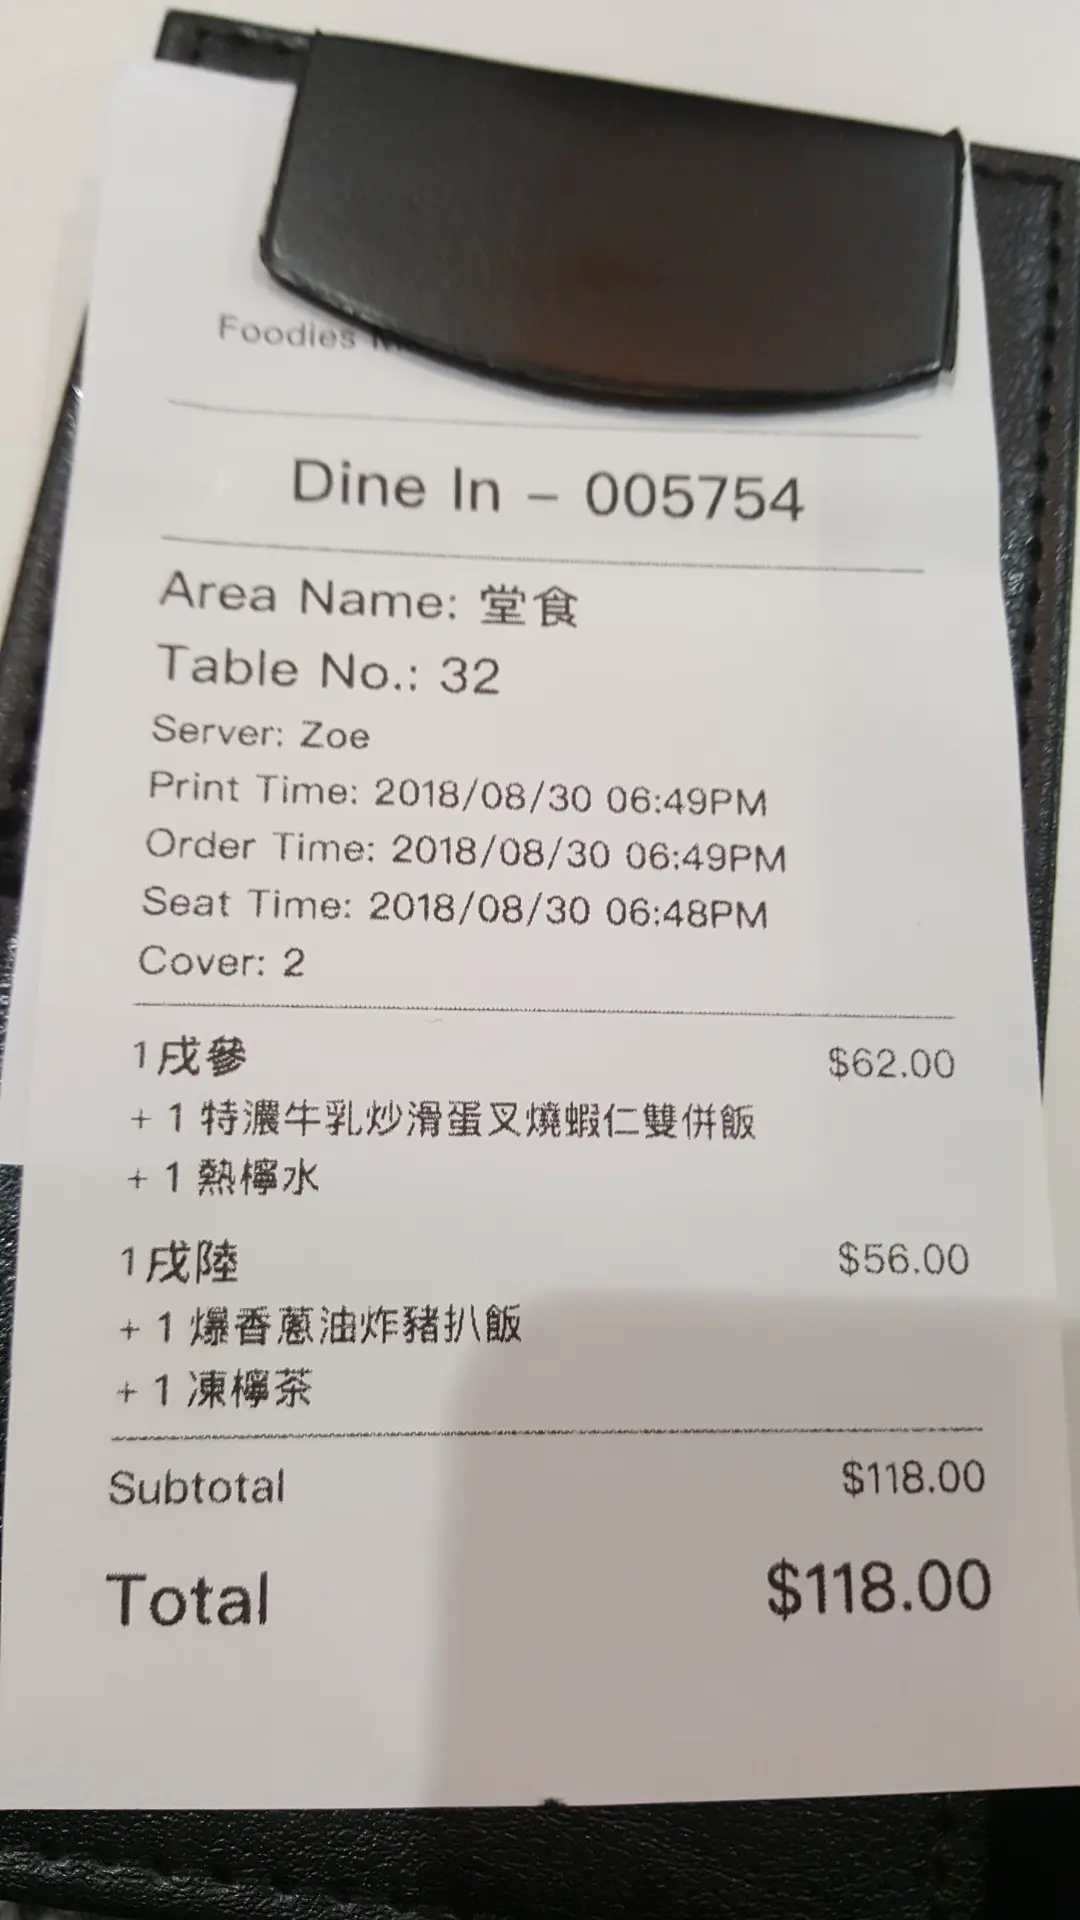 Foodies
Dine In - 005754
Area Name: 堂食
Table No.: 32
Server: Zoe
Print Time: 2018/08/30 06:49PM
Order Time: 2018/08/30 06:49PM
Seat Time: 2018/08/30 06:48PM
Cover: 2
1 戌參 $62.00
+ 1 特濃牛乳炒滑蛋叉燒蝦仁雙併飯
+ 1 熱檸水
1 戌陸 $56.00
+ 1 爆香蔥油炸豬扒飯
+ 1 凍檸茶
Subtotal $118.00
Total $118.00